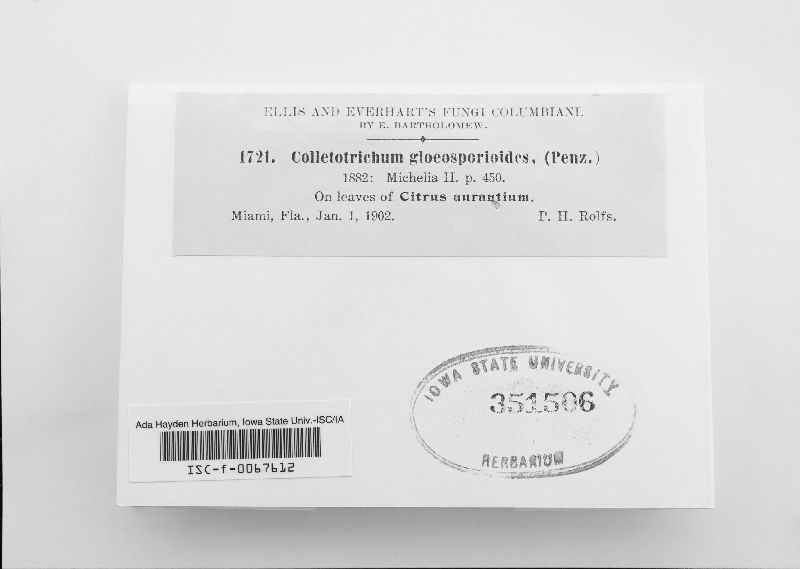 ELLIS AND EVERHART'S FUNGI COLUMBIANI.
BY E. BARTHOLOMEW.
1721. Colletotrichum gloeosporioides, (Penz.)
1882: Michelia II. p. 450.
On leaves of Citrus aurantium.
Miami, Fla., Jan. 1, 1902. P. H. Rolfs.
IOWA STATE UNIVERSITY
351506
HERBARIUM
Ada Hayden Herbarium, Iowa State Univ.-ISC/IA
ISC-f-0067612